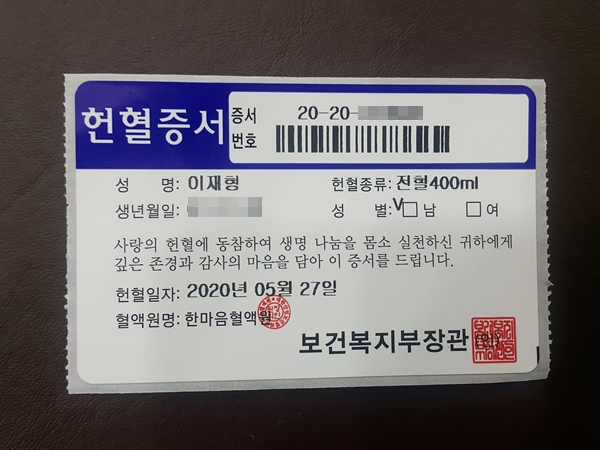 헌혈증서
증서번호 20-20-
성 명: 이재형 헌혈종류: 전혈400ml
생년월일: 성 별: V□남 □여
사랑의 헌혈에 동참하여 생명 나눔을 몸소 실천하신 귀하에게
깊은 존경과 감사의 마음을 담아 이 증서를 드립니다.
헌혈일자: 2020년 05월 27일
혈액원명: 한마음혈액원
보건복지부장관 (인)